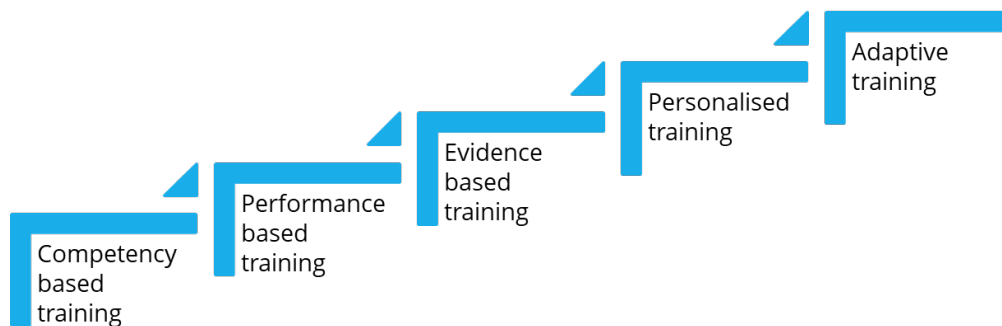 Competency
based
training
Performance
based
training
Evidence
based
training
Personalised
training
Adaptive
training